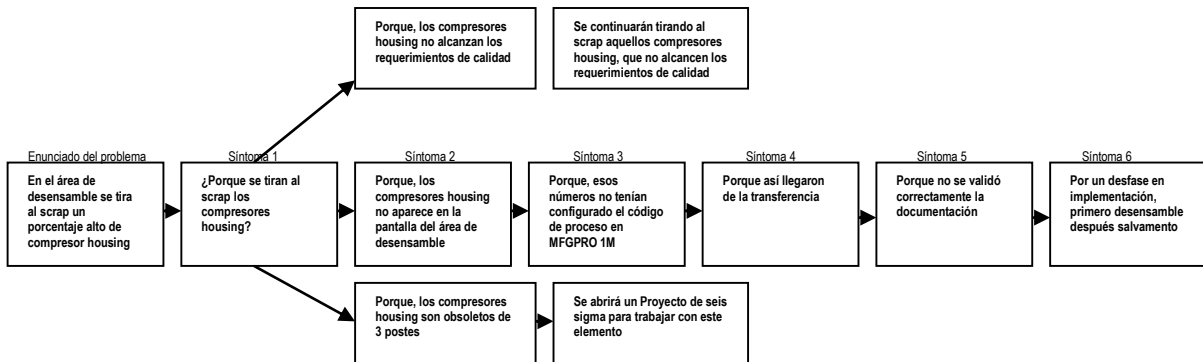 Porque, los compresores
housing no alcanzan los
requerimientos de calidad
Se continuarán tirando al
scrap aquellos compresores
housing, que no alcancen los
requerimientos de calidad
Enunciado del problema
En el área de
desensamble se tira
al scrap un
porcentaje alto de
compresor housing
Síntoma 1
¿Porque se tiran al
scrap los
compresores
housing?
Síntoma 2
Porque, los
compresores housing
no aparece en la
pantalla del área de
desensamble
Síntoma 3
Porque, esos
números no tenían
configurado el código
de proceso en
MFGPRO 1M
Síntoma 4
Porque así llegaron
de la transferencia
Síntoma 5
Porque no se validó
correctamente la
documentación
Síntoma 6
Por un desfase en
implementación,
primero desensamble
después salvamento
Porque, los compresores
housing son obsoletos de
3 postes
Se abrirá un Proyecto de seis
sigma para trabajar con este
elemento